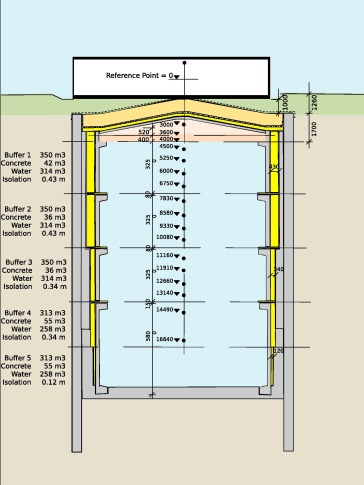 Reference Point = 0
1000
1260
1700
3000
520
3600
400
4000
4500
325
5250
6000
6750
430
7830
325
8580
9330
10080
11160
325
11910
340
12660
13140
150
14490
580
16640
120
Buffer 1 350 m3
Concrete 42 m3
Water 314 m3
Isolation 0.43 m
Buffer 2 350 m3
Concrete 36 m3
Water 314 m3
Isolation 0.43 m
Buffer 3 350 m3
Concrete 36 m3
Water 314 m3
Isolation 0.34 m
Buffer 4 313 m3
Concrete 55 m3
Water 258 m3
Isolation 0.34 m
Buffer 5 313 m3
Concrete 55 m3
Water 258 m3
Isolation 0.12 m